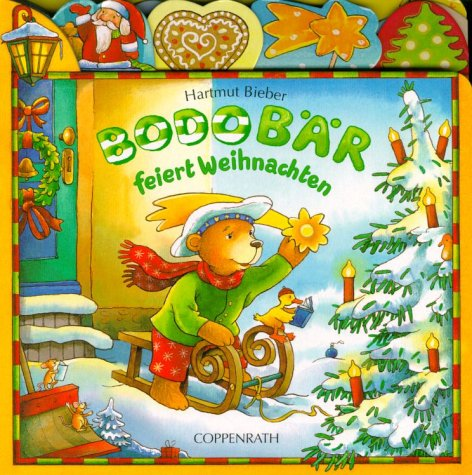 Hartmut Bieber
BODO BÄR
feiert Weihnachten
COPPENRATH